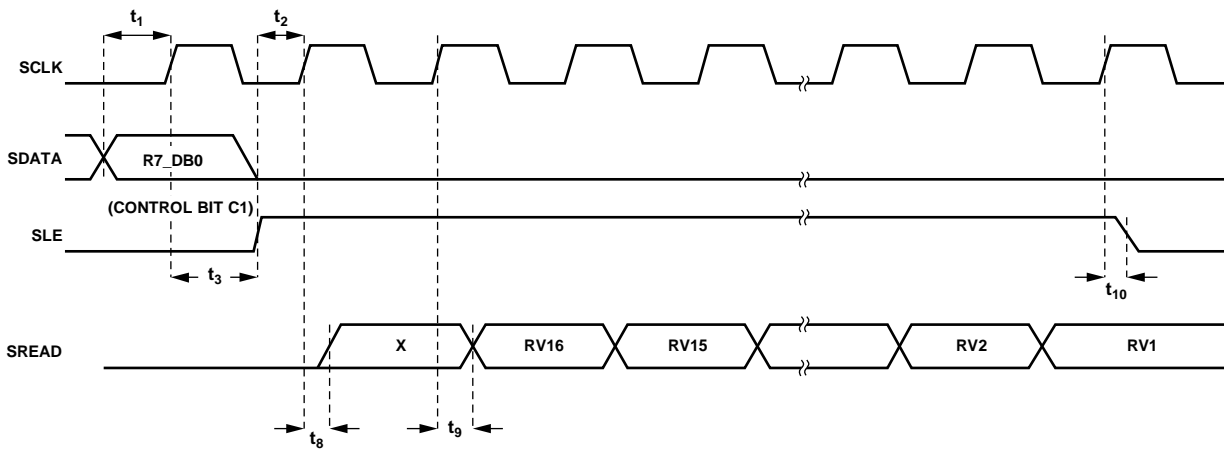 t1 t2
SCLK
SDATA R7_DB0
(CONTROL BIT C1)
SLE
t3 t10
SREAD X RV16 RV15 RV2 RV1
t8 t9